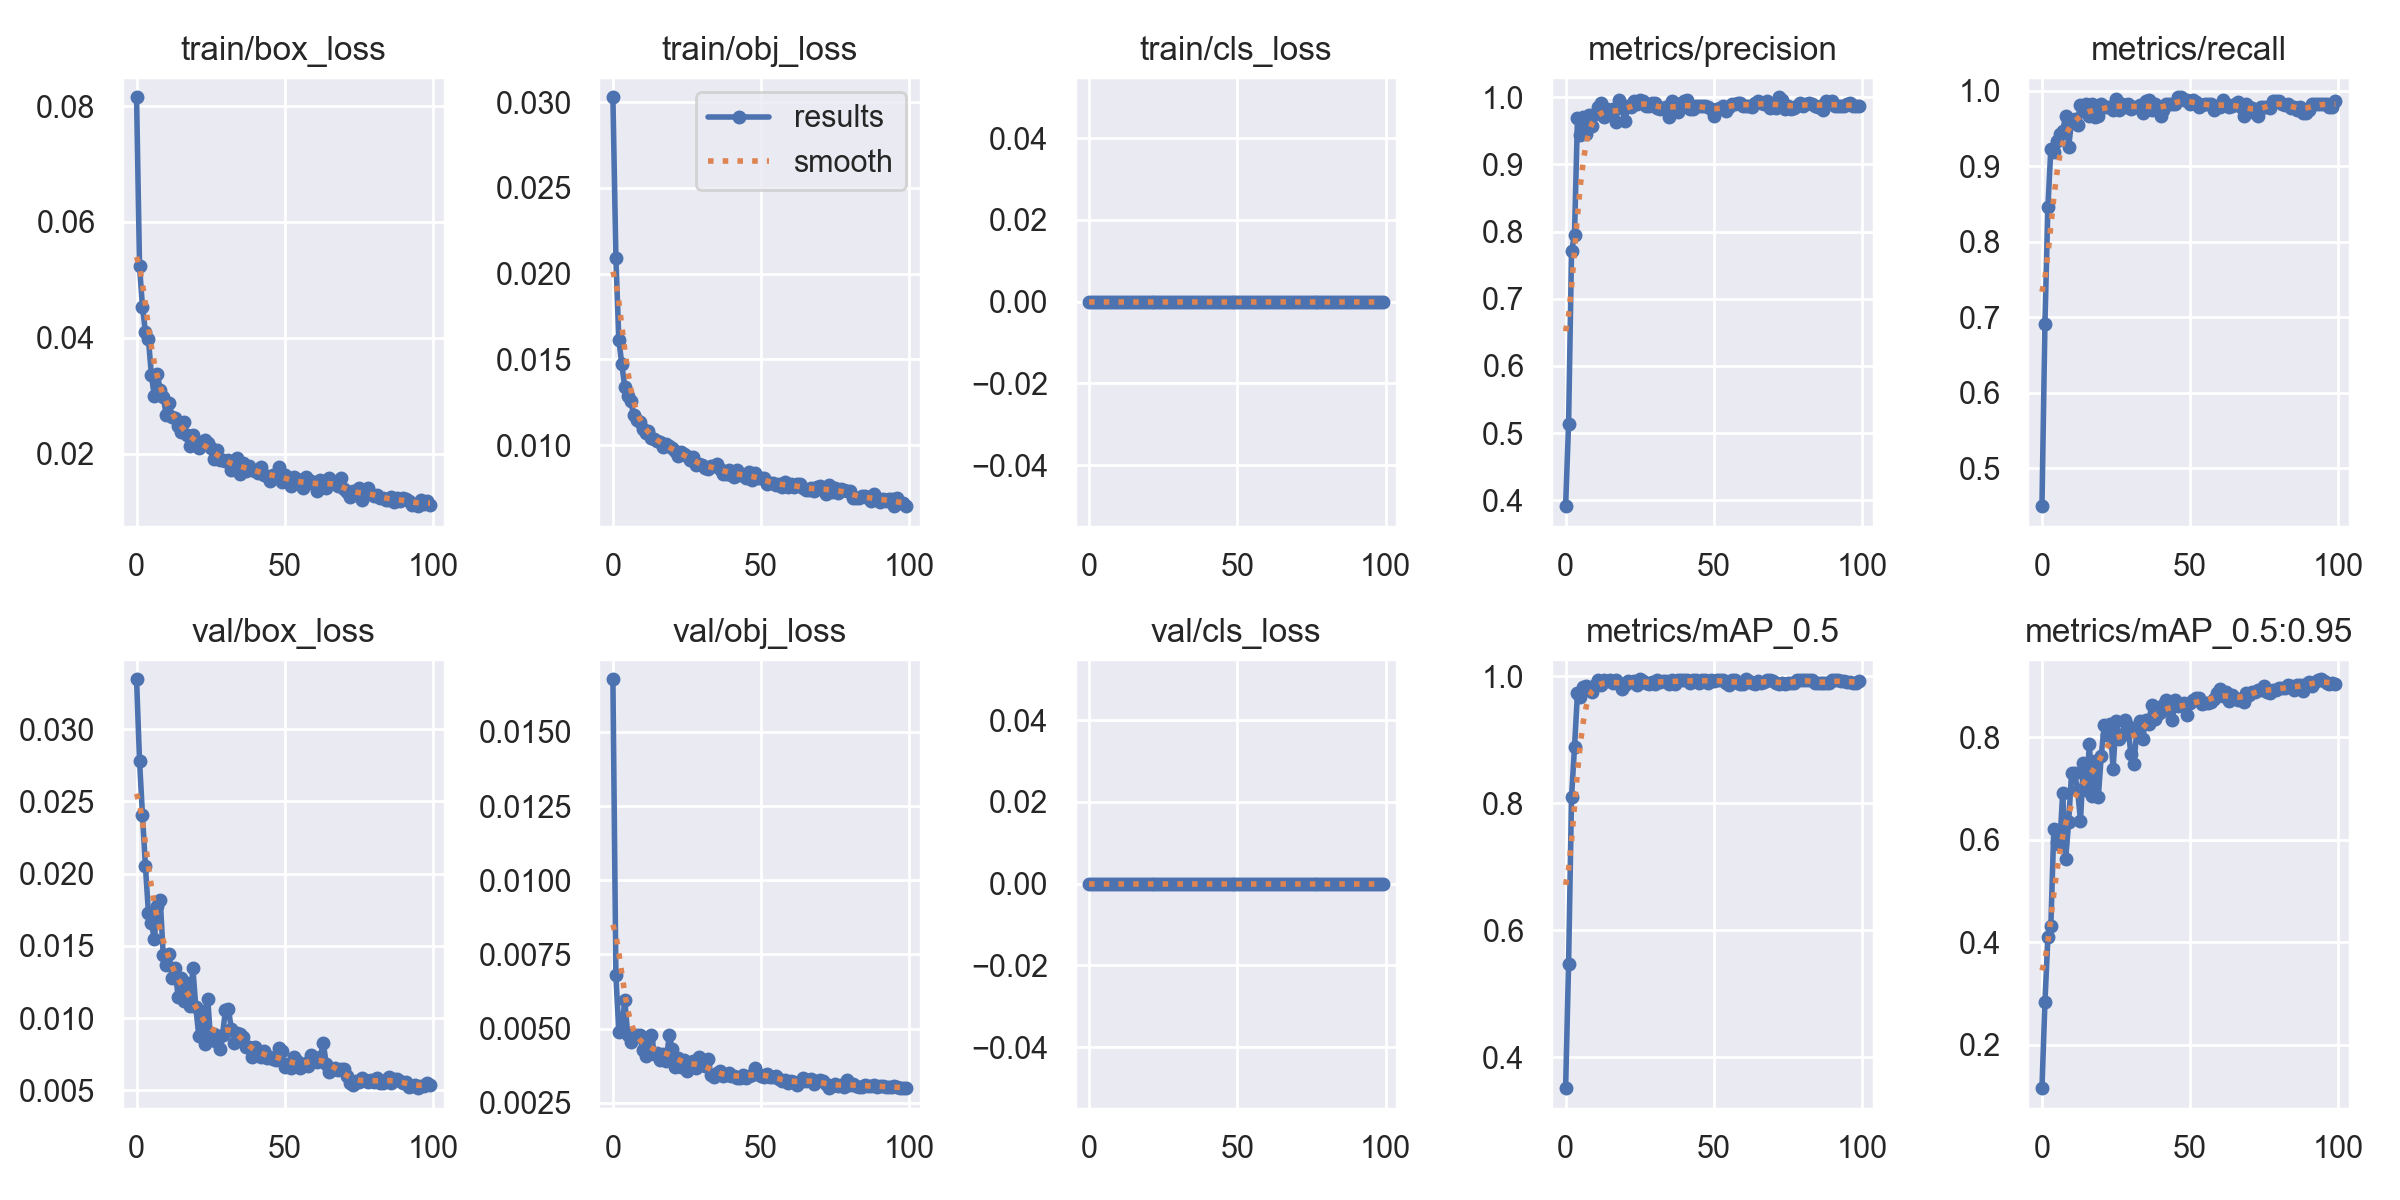 train/box_loss
0.08
0.06
0.04
0.02
0 50 100
train/obj_loss
results
smooth
0.030
0.025
0.020
0.015
0.010
0 50 100
train/cls_loss
0.04
0.02
0.00
−0.02
−0.04
0 50 100
metrics/precision
1.0
0.9
0.8
0.7
0.6
0.5
0.4
0 50 100
metrics/recall
1.0
0.9
0.8
0.7
0.6
0.5
0 50 100
val/box_loss
0.030
0.025
0.020
0.015
0.010
0.005
0 50 100
val/obj_loss
0.0150
0.0125
0.0100
0.0075
0.0050
0.0025
0 50 100
val/cls_loss
0.04
0.02
0.00
−0.02
−0.04
0 50 100
metrics/mAP_0.5
1.0
0.8
0.6
0.4
0 50 100
metrics/mAP_0.5:0.95
0.8
0.6
0.4
0.2
0 50 100